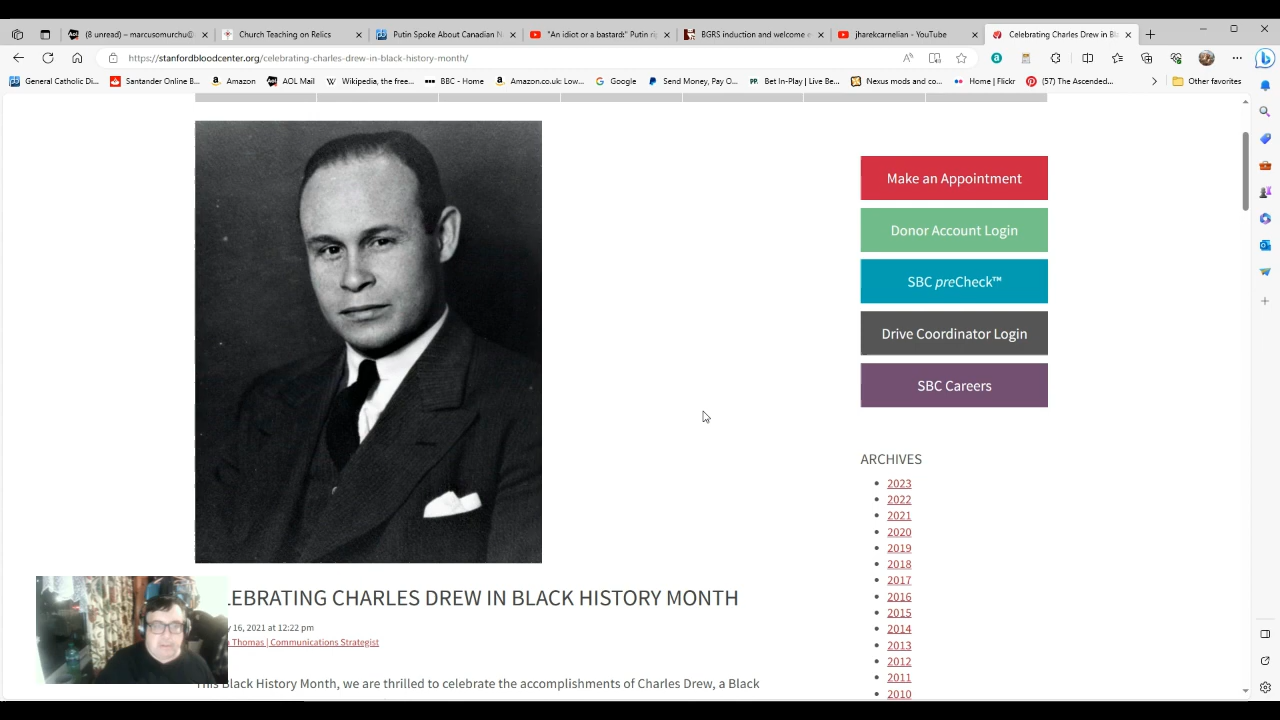 (8 unread) – marcusomurchu@
Church Teaching on Relics
Putin Spoke About Canadian N
"An idiot or a bastard:" Putin ri
BGRS induction and welcome e
jharekcarnelian - YouTube
Celebrating Charles Drew in Bl
https://stanfordbloodcenter.org/celebrating-charles-drew-in-black-history-month/
General Catholic Di...
Santander Online B...
AOL Mail
Wikipedia, the free...
BBC - Home
Amazon.co.uk: Low...
Google
Send Money, Pay O...
Bet In-Play | Live Be...
Nexus mods and co...
Home | Flickr
(57) The Ascended...
Other favorites
Make an Appointment
Donor Account Login
SBC preCheck™
Drive Coordinator Login
SBC Careers
ARCHIVES
2023
2022
2021
2020
2019
2018
2017
2016
2015
2014
2013
2012
2011
2010
LEBRATING CHARLES DREW IN BLACK HISTORY MONTH
y 16, 2021 at 12:22 pm
Thomas | Communications Strategist
This Black History Month, we are thrilled to celebrate the accomplishments of Charles Drew, a Black